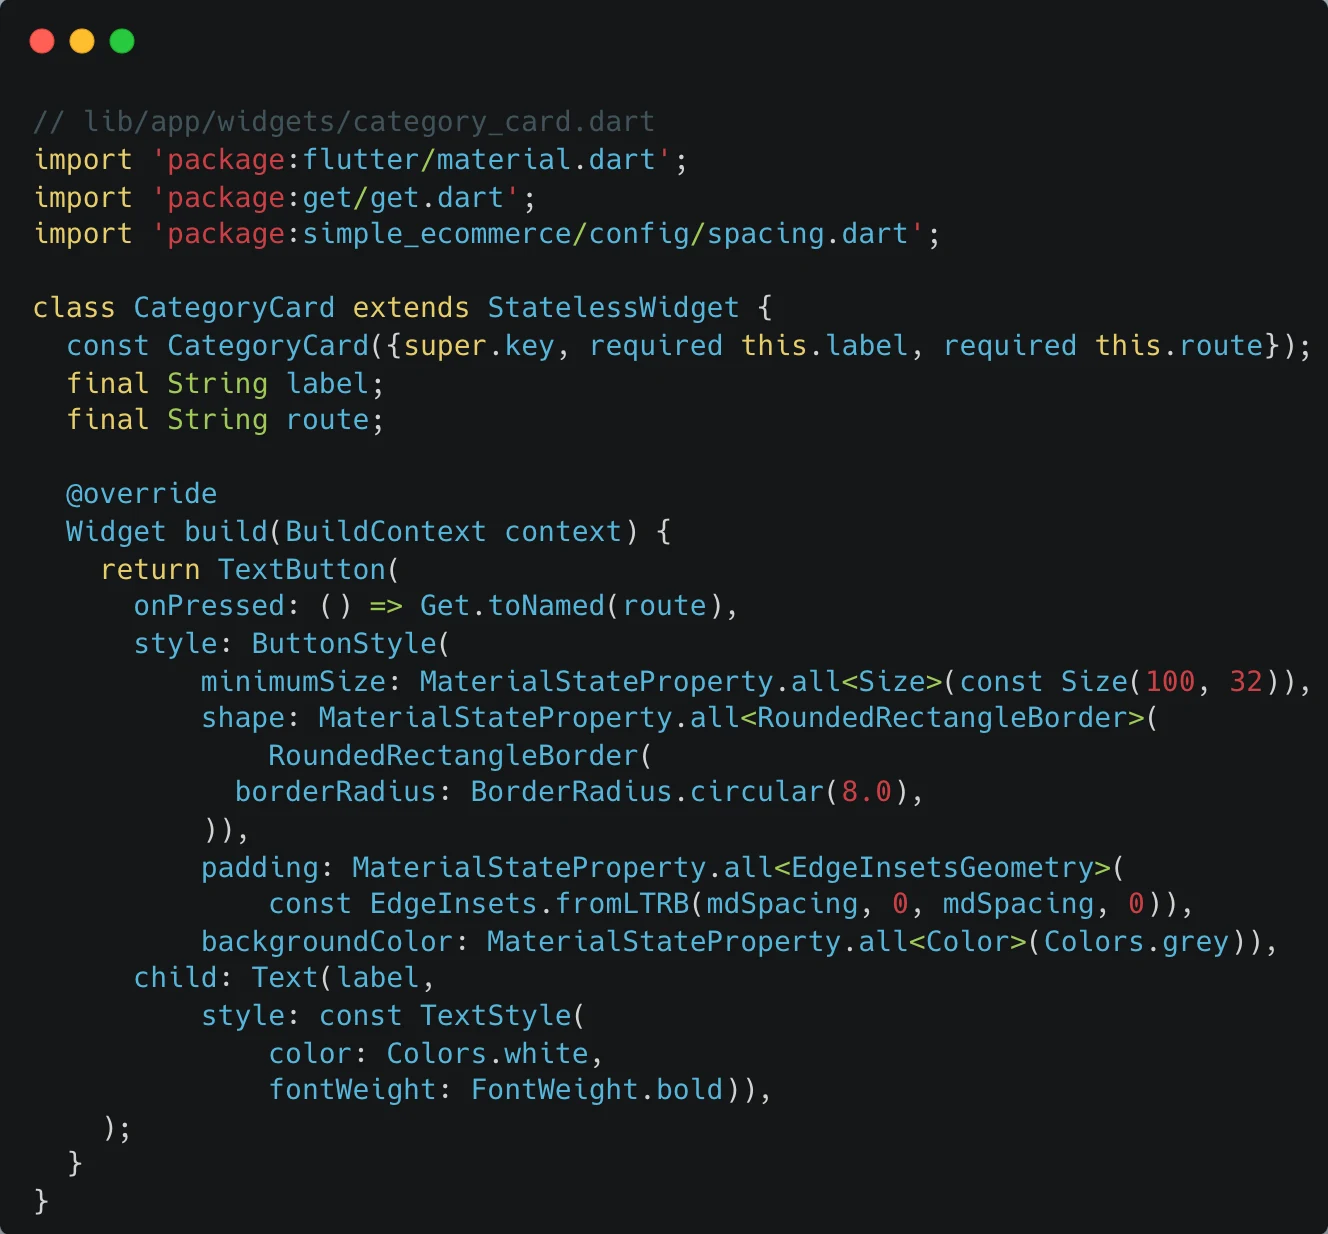 // lib/app/widgets/category_card.dart
import 'package:flutter/material.dart';
import 'package:get/get.dart';
import 'package:simple_ecommerce/config/spacing.dart';

class CategoryCard extends StatelessWidget {
  const CategoryCard({super.key, required this.label, required this.route});
  final String label;
  final String route;

  @override
  Widget build(BuildContext context) {
    return TextButton(
      onPressed: () => Get.toNamed(route),
      style: ButtonStyle(
          minimumSize: MaterialStateProperty.all<Size>(const Size(100, 32)),
          shape: MaterialStateProperty.all<RoundedRectangleBorder>(
              RoundedRectangleBorder(
            borderRadius: BorderRadius.circular(8.0),
          )),
          padding: MaterialStateProperty.all<EdgeInsetsGeometry>(
              const EdgeInsets.fromLTRB(mdSpacing, 0, mdSpacing, 0)),
          backgroundColor: MaterialStateProperty.all<Color>(Colors.grey)),
      child: Text(label,
          style: const TextStyle(
              color: Colors.white,
              fontWeight: FontWeight.bold)),
    );
  }
}